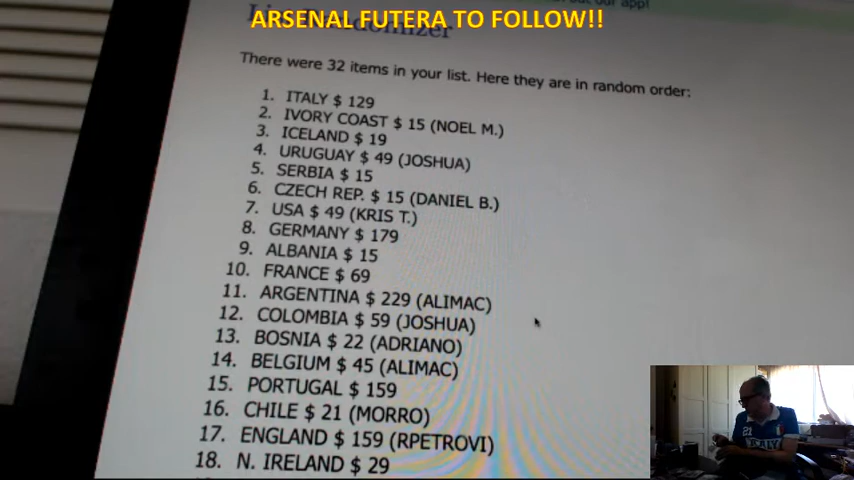 our app!
ARSENAL FUTERA TO FOLLOW!!
There were 32 items in your list. Here they are in random order:
1. ITALY $ 129
2. IVORY COAST $ 15 (NOEL M.)
3. ICELAND $ 19
4. URUGUAY $ 49 (JOSHUA)
5. SERBIA $ 15
6. CZECH REP. $ 15 (DANIEL B.)
7. USA $ 49 (KRIS T.)
8. GERMANY $ 179
9. ALBANIA $ 15
10. FRANCE $ 69
11. ARGENTINA $ 229 (ALIMAC)
12. COLOMBIA $ 59 (JOSHUA)
13. BOSNIA $ 22 (ADRIANO)
14. BELGIUM $ 45 (ALIMAC)
15. PORTUGAL $ 159
16. CHILE $ 21 (MORRO)
17. ENGLAND $ 159 (RPETROVI)
18. N. IRELAND $ 29
21
ITALY